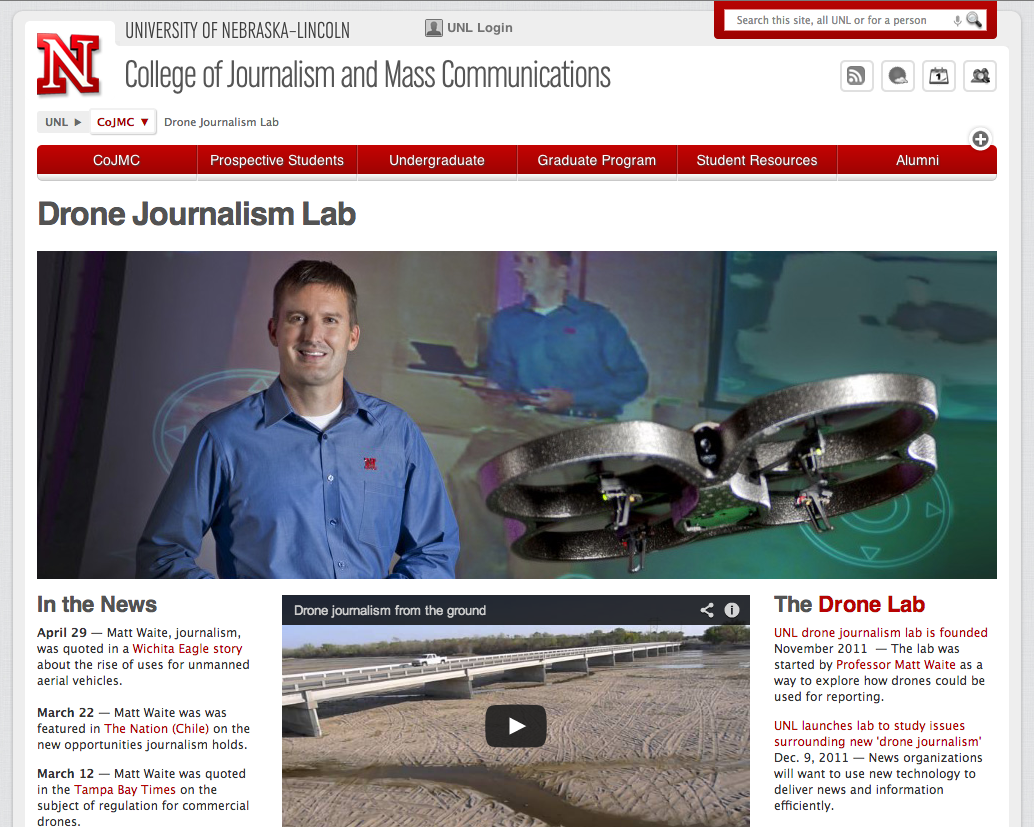 UNIVERSITY OF NEBRASKA–LINCOLN
UNL Login
Search this site, all UNL or for a person
N
College of Journalism and Mass Communications
1
UNL ▶ CoJMC ▼ Drone Journalism Lab
CoJMC Prospective Students Undergraduate Graduate Program Student Resources Alumni
Drone Journalism Lab
In the News
April 29 — Matt Waite, journalism,
was quoted in a Wichita Eagle story
about the rise of uses for unmanned
aerial vehicles.
March 22 — Matt Waite was was
featured in The Nation (Chile) on the
new opportunities journalism holds.
March 12 — Matt Waite was quoted
in the Tampa Bay Times on the
subject of regulation for commercial
drones.
Drone journalism from the ground
The Drone Lab
UNL drone journalism lab is founded
November 2011 — The lab was
started by Professor Matt Waite as a
way to explore how drones could be
used for reporting.
UNL launches lab to study issues
surrounding new 'drone journalism'
Dec. 9, 2011 — News organizations
will want to use new technology to
deliver news and information
efficiently.